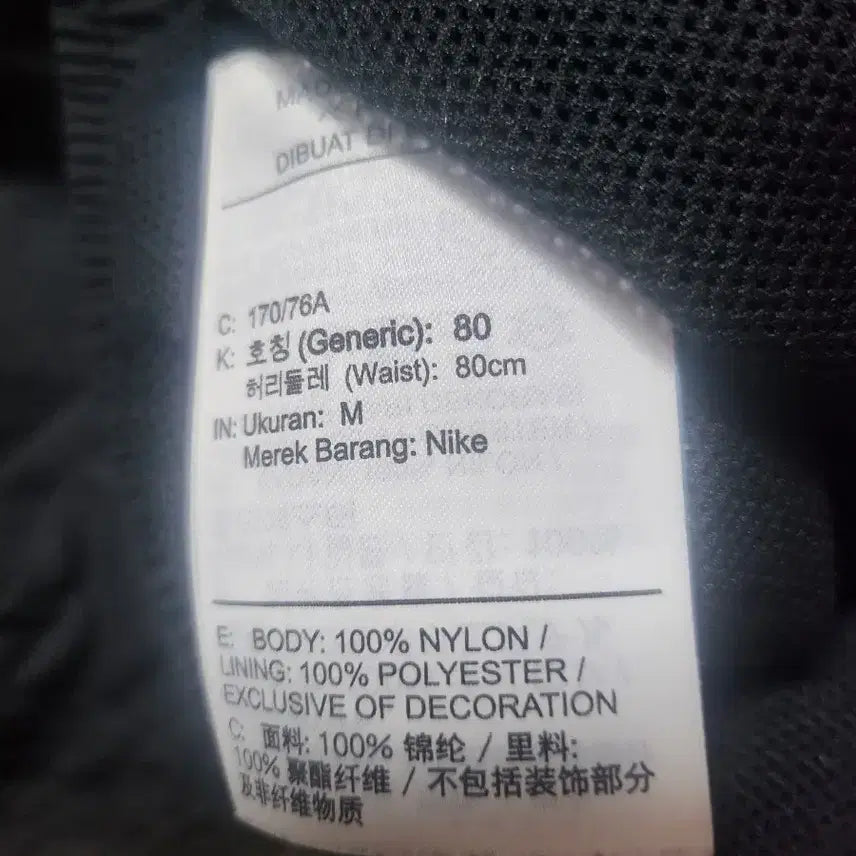 DIBUAT
C: 170/76A
K: 호칭 (Generic): 80
허리둘레 (Waist): 80cm
IN: Ukuran: M
Merek Barang: Nike
E: BODY: 100% NYLON /
LINING: 100% POLYESTER /
EXCLUSIVE OF DECORATION
C: 面料: 100% 锦纶 / 里料:
100% 聚酯纤维 / 不包括装饰部分
及非纤维物质